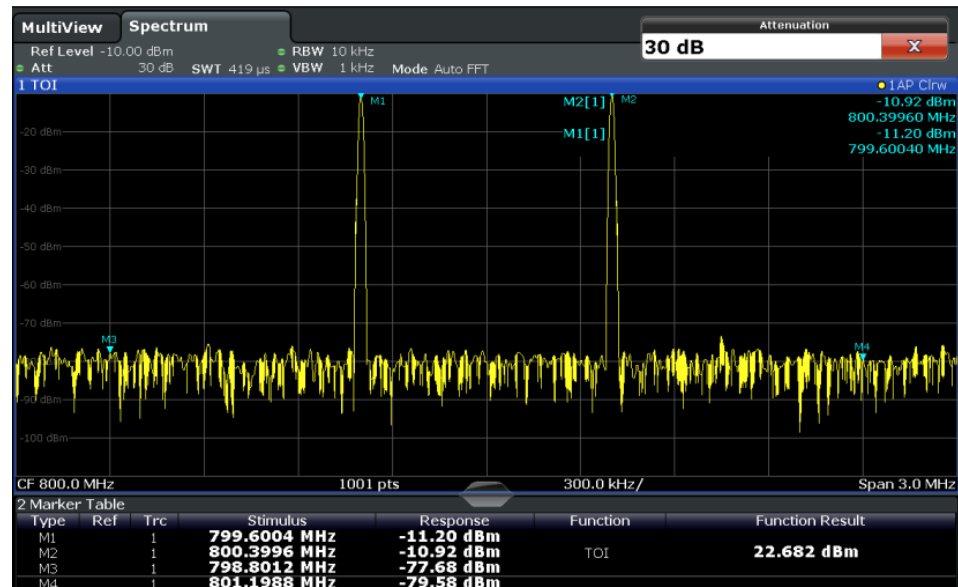 MultiView Spectrum
Attenuation
30 dB X
Ref Level -10.00 dBm RBW 10 kHz
Att 30 dB SWT 419 µs VBW 1 kHz Mode Auto FFT
1 TOI 1AP Clrw
M1 M2[1] M2 -10.92 dBm
800.39960 MHz
M1[1] -11.20 dBm
799.60040 MHz
-20 dBm
-30 dBm
-40 dBm
-50 dBm
-60 dBm
-70 dBm
M3 M4
-90 dBm
-100 dBm
CF 800.0 MHz 1001 pts 300.0 kHz/ Span 3.0 MHz
2 Marker Table
Type Ref Trc Stimulus Response Function Function Result
M1 1 799.6004 MHz -11.20 dBm
M2 1 800.3996 MHz -10.92 dBm TOI 22.682 dBm
M3 1 798.8012 MHz -77.68 dBm
M4 1 801.1988 MHz -79.58 dBm